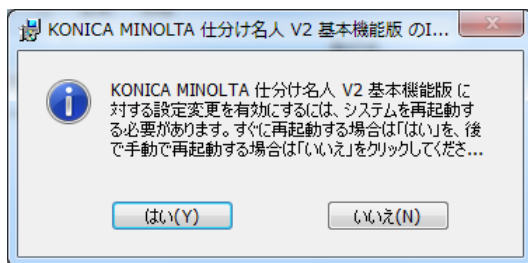 KONICA MINOLTA 仕分け名人 V2 基本機能版 のI...
KONICA MINOLTA 仕分け名人 V2 基本機能版 に
対する設定変更を有効にするには、システムを再起動す
る必要があります。すぐに再起動する場合は「はい」を、後
で手動で再起動する場合は「いいえ」をクリックしてくださ...
はい(Y)
いいえ(N)